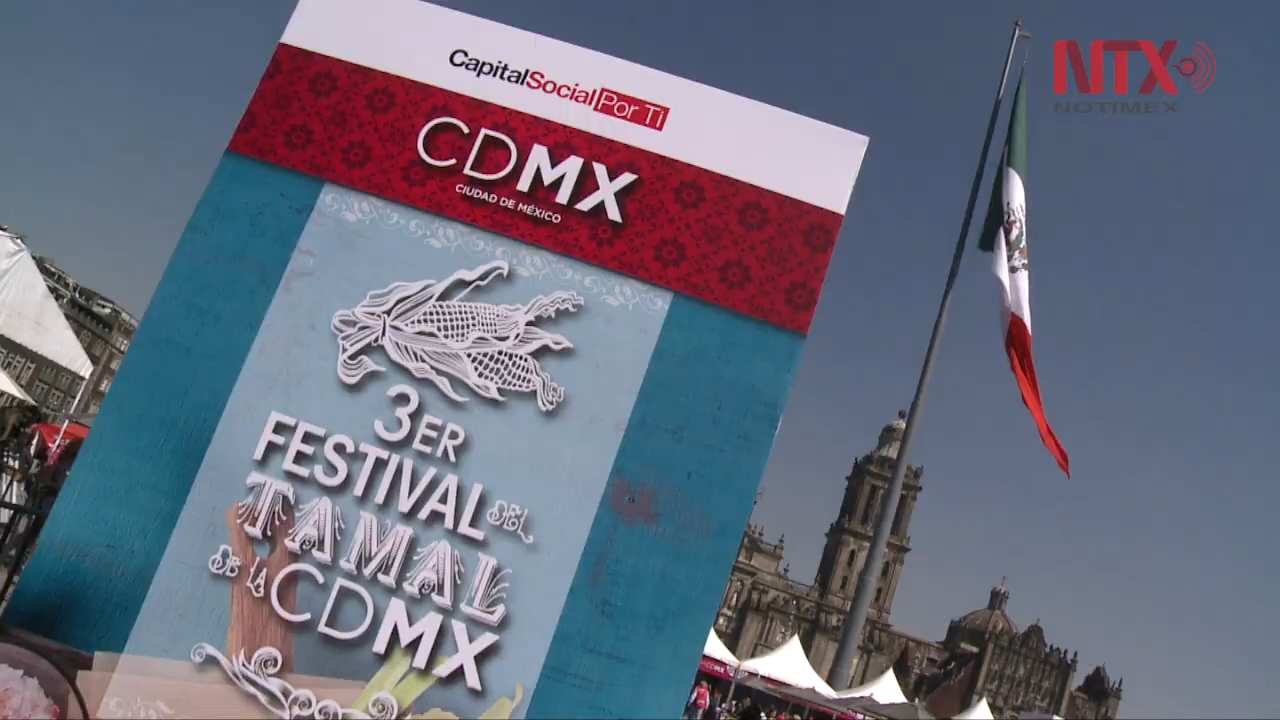 CapitalSocial Por Ti
CDMX
CIUDAD DE MÉXICO
3ER
FESTIVAL DEL
TAMAL
DE LA CDMX
NTX
NOTIMEX